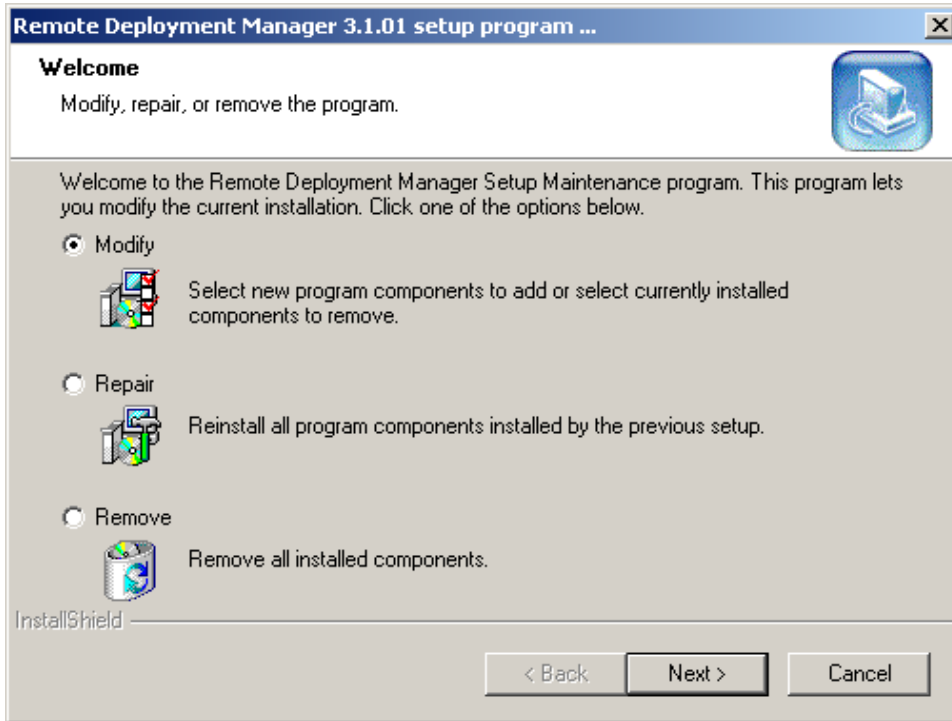 Remote Deployment Manager 3.1.01 setup program ...
Welcome
Modify, repair, or remove the program.
Welcome to the Remote Deployment Manager Setup Maintenance program. This program lets
you modify the current installation. Click one of the options below.
Modify
Select new program components to add or select currently installed
components to remove.
Repair
Reinstall all program components installed by the previous setup.
Remove
Remove all installed components.
InstallShield
< Back
Next >
Cancel